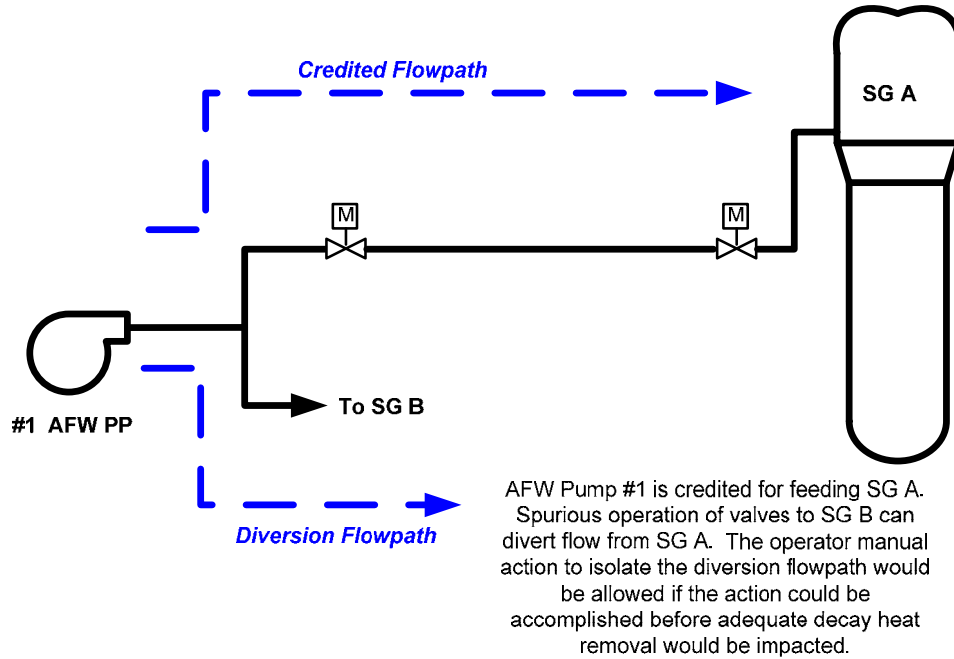 Credited Flowpath
SG A
M
M
#1  AFW PP
To SG B
Diversion Flowpath
AFW Pump #1 is credited for feeding SG A.
Spurious operation of valves to SG B can
divert flow from SG A.  The operator manual
action to isolate the diversion flowpath would
be allowed if the action could be
accomplished before adequate decay heat
removal would be impacted.